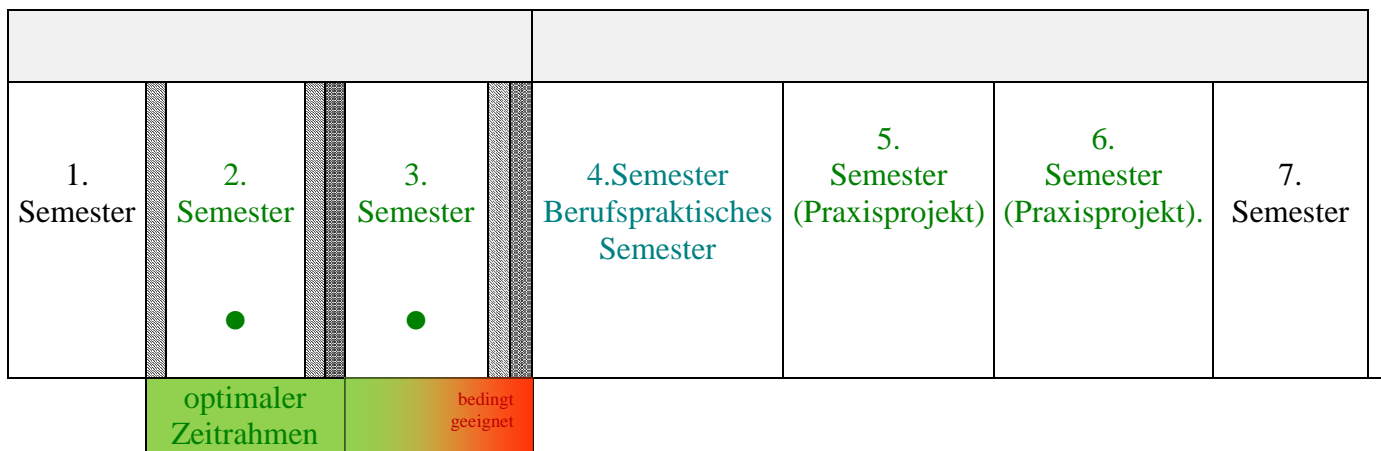 1.
Semester
2.
Semester
3.
Semester
4.Semester
Berufspraktisches
Semester
5.
Semester
(Praxisprojekt)
6.
Semester
(Praxisprojekt).
7.
Semester
optimaler
Zeitrahmen
bedingt
geeignet